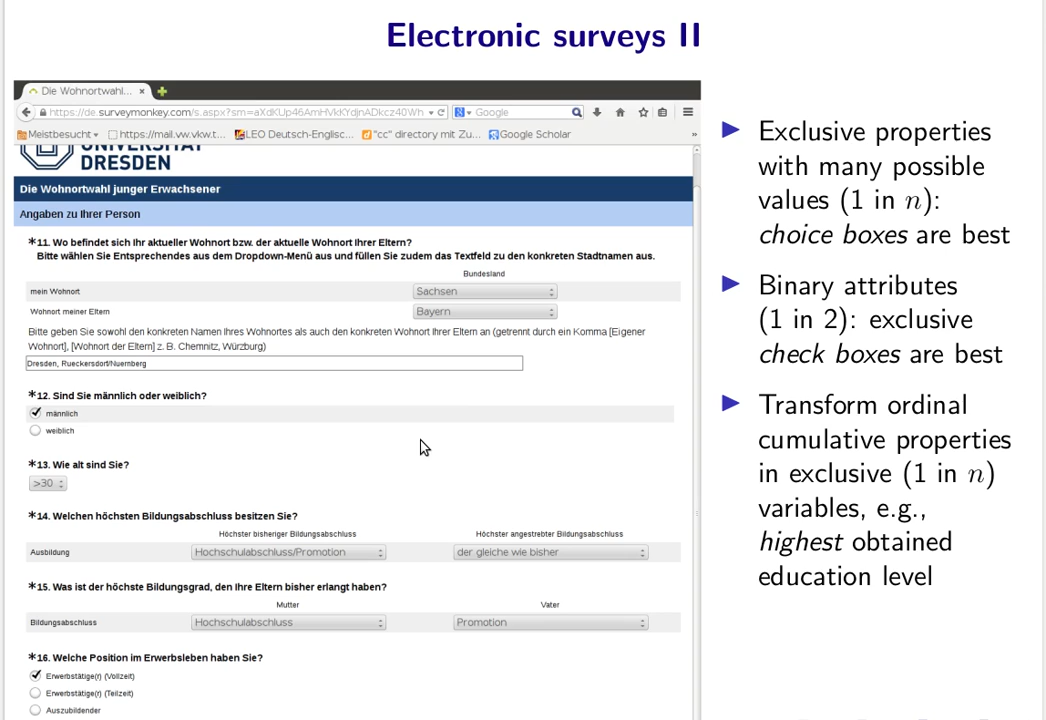 Electronic surveys II
Die Wohnortwahl... ×
https://de.surveymonkey.com/s.aspx?sm=aXdKUp46AmHVkKYdjnADkcz40Wh
Google
Meistbesucht
https://mail.vw.vkw.t...
LEO Deutsch-Englisc...
"cc" directory mit Zu...
Google Scholar
»
UNIVERSITÄT
DRESDEN
Die Wohnortwahl junger Erwachsener
Angaben zu Ihrer Person
*11. Wo befindet sich Ihr aktueller Wohnort bzw. der aktuelle Wohnort Ihrer Eltern?
Bitte wählen Sie Entsprechendes aus dem Dropdown-Menü aus und füllen Sie zudem das Textfeld zu den konkreten Stadtnamen aus.
Bundesland
mein Wohnort Sachsen
Wohnort meiner Eltern Bayern
Bitte geben Sie sowohl den konkreten Namen Ihres Wohnortes als auch den konkreten Wohnort Ihrer Eltern an (getrennt durch ein Komma [Eigener
Wohnort], [Wohnort der Eltern] z. B. Chemnitz, Würzburg)
Dresden, Rueckersdorf/Nuernberg
*12. Sind Sie männlich oder weiblich?
männlich
weiblich
*13. Wie alt sind Sie?
>30
*14. Welchen höchsten Bildungsabschluss besitzen Sie?
Höchster bisheriger Bildungsabschluss Höchster angestrebter Bildungsabschluss
Ausbildung Hochschulabschluss/Promotion der gleiche wie bisher
*15. Was ist der höchste Bildungsgrad, den Ihre Eltern bisher erlangt haben?
Mutter Vater
Bildungsabschluss Hochschulabschluss Promotion
*16. Welche Position im Erwerbsleben haben Sie?
Erwerbstätige(r) (Vollzeit)
Erwerbstätige(r) (Teilzeit)
Auszubildender
Exclusive properties
with many possible
values (1 in n):
choice boxes are best
Binary attributes
(1 in 2): exclusive
check boxes are best
Transform ordinal
cumulative properties
in exclusive (1 in n)
variables, e.g.,
highest obtained
education level